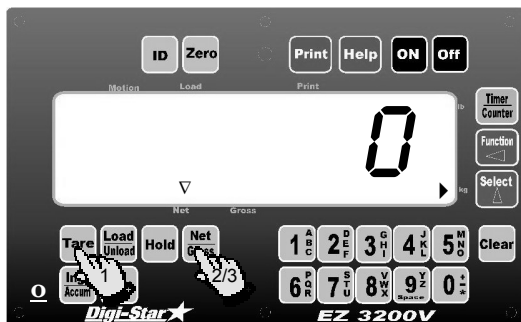 ID Zero Print Help ON Off
Motion Load Print
Timer
Counter
lb
0
Function
kg
Select
Net Gross
Tare Load Unload Hold Net 1 A B C 2 D E F 3 G H I 4 J K L 5 M N O Clear
1 2/3
Accum 6 P Q R 7 S T U 8 V W X 9 Y Z Space 0 + - *
O
Digi-Star EZ 3200V